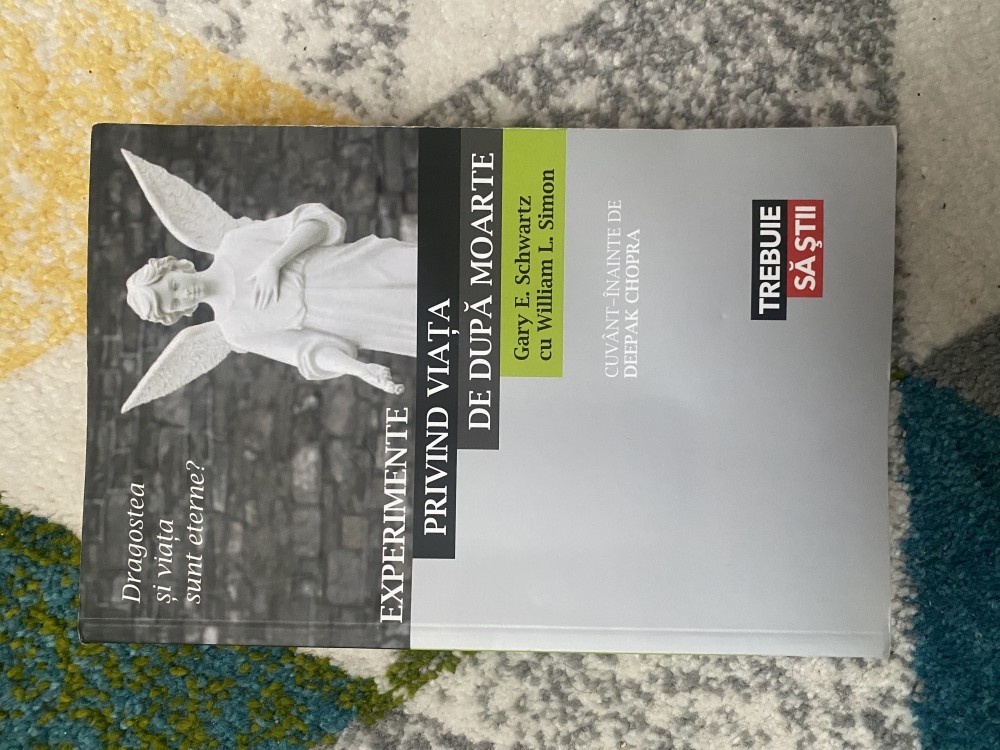 Dragostea
și viața
sunt eterne?
EXPERIMENTE
PRIVIND VIAȚA
DE DUPĂ MOARTE
Gary E. Schwartz
cu William L. Simon
CUVÂNT-ÎNAINTE DE
DEEPAK CHOPRA
TREBUIE
SĂ ȘTII